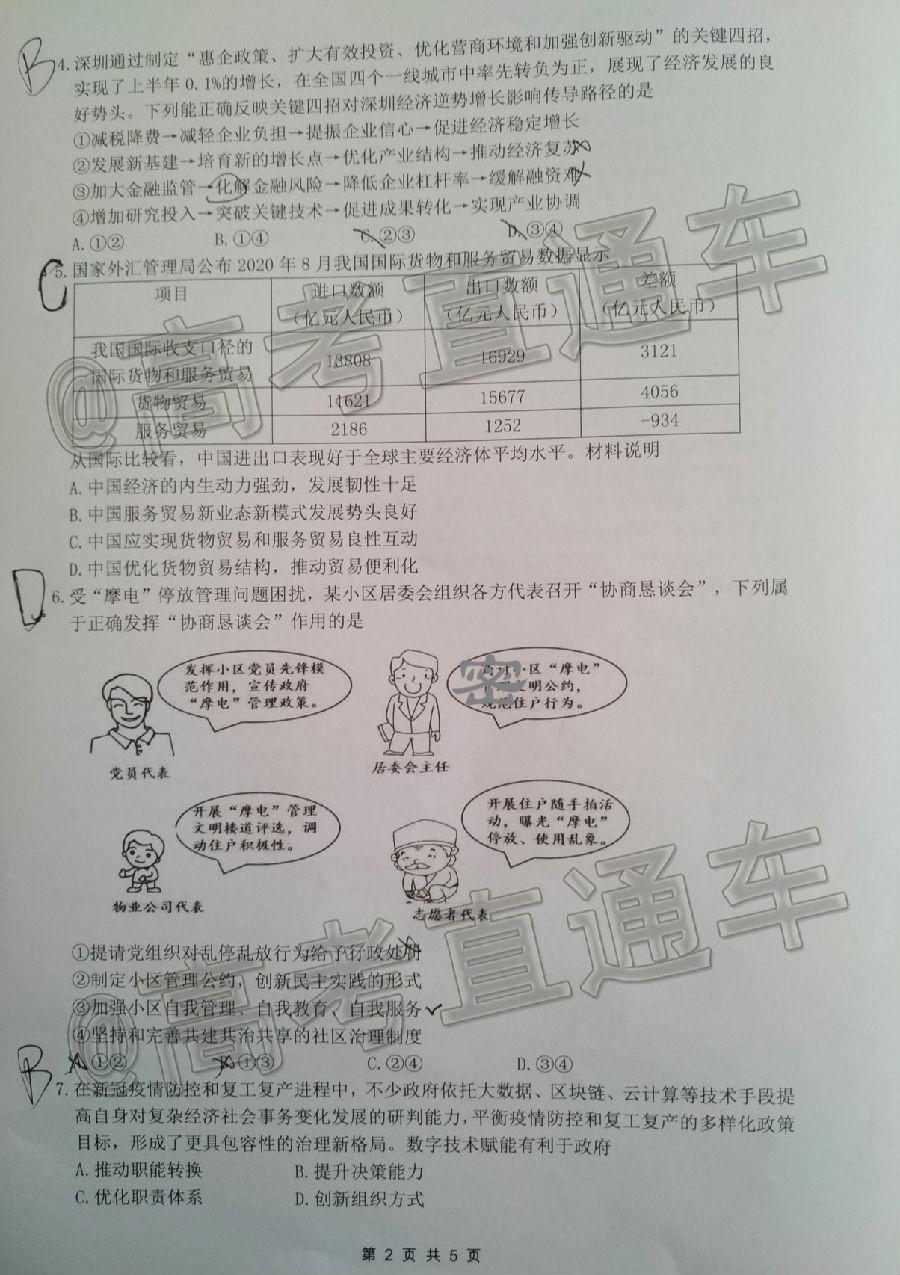 B
4. 深圳通过制定“惠企政策、扩大有效投资、优化营商环境和加强创新驱动”的关键四招，
实现了上半年 0.1%的增长，在全国四个一线城市中率先转负为正，展现了经济发展的良
好势头。下列能正确反映关键四招对深圳经济逆势增长影响传导路径的是
①减税降费→减轻企业负担→提振企业信心→促进经济稳定增长
②发展新基建→培育新的增长点→优化产业结构→推动经济复苏
③加大金融监管→化解金融风险→降低企业杠杆率→缓解融资难
④增加研究投入→突破关键技术→促进成果转化→实现产业协调
A. ①② B. ①④ C. ②③ D. ③④
C
5. 国家外汇管理局公布 2020 年 8 月我国国际货物和服务贸易数据显示
项目 进口数额（亿元人民币） 出口数额（亿元人民币） 差额（亿元人民币）
我国国际收支口径的国际货物和服务贸易 13808 16929 3121
货物贸易 11621 15677 4056
服务贸易 2186 1252 -934
从国际比较看，中国进出口表现好于全球主要经济体平均水平。材料说明
A. 中国经济的内生动力强劲，发展韧性十足
B. 中国服务贸易新业态新模式发展势头良好
C. 中国应实现货物贸易和服务贸易良性互动
D. 中国优化货物贸易结构，推动贸易便利化
D
6. 受“摩电”停放管理问题困扰，某小区居委会组织各方代表召开“协商恳谈会”，下列属
于正确发挥“协商恳谈会”作用的是
发挥小区党员先锋模
范作用，宣传政府
“摩电”管理政策。
党员代表
小区“摩电”
明公约，
住户行为。
居委会主任
开展“摩电”管理
文明楼道评选，调
动住户积极性。
物业公司代表
开展住户随手拍活
动，曝光“摩电”
停放、使用乱象。
志愿者代表
①提请党组织对乱停乱放行为给予行政处罚
②制定小区管理公约，创新民主实践的形式
③加强小区自我管理、自我教育、自我服务
④坚持和完善共建共治共享的社区治理制度
A. ①② B. ①③ C. ②④ D. ③④
B
7. 在新冠疫情防控和复工复产进程中，不少政府依托大数据、区块链、云计算等技术手段提
高自身对复杂经济社会事务变化发展的研判能力，平衡疫情防控和复工复产的多样化政策
目标，形成了更具包容性的治理新格局。数字技术赋能有利于政府
A. 推动职能转换 B. 提升决策能力
C. 优化职责体系 D. 创新组织方式
第 2 页 共 5 页
@高考直通车
@高考直通车
密